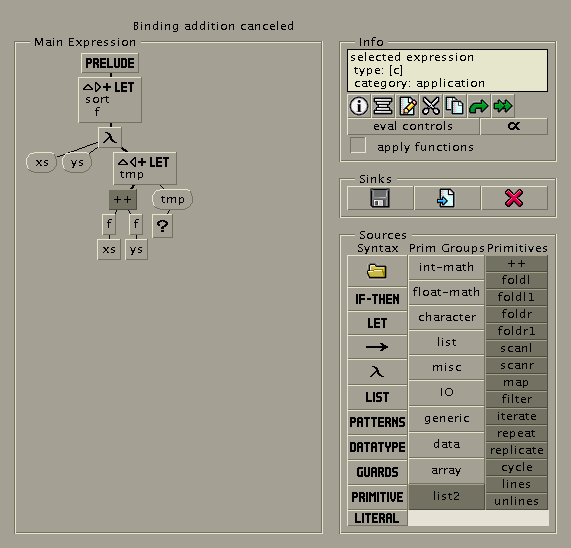 Binding addition canceled
Main Expression
PRELUDE
LET
sort
f
λ
xs
ys
LET
tmp
++
tmp
f
f
?
xs
ys
Info
selected expression
type: [c]
category: application
eval controls
α
apply functions
Sinks
Sources
Syntax
IF-THEN
LET
→
λ
LIST
PATTERNS
DATATYPE
GUARDS
PRIMITIVE
LITERAL
Prim Groups
int-math
float-math
character
list
misc
IO
generic
data
array
list2
Primitives
++
foldl
foldl1
foldr
foldr1
scanl
scanr
map
filter
iterate
repeat
replicate
cycle
lines
unlines